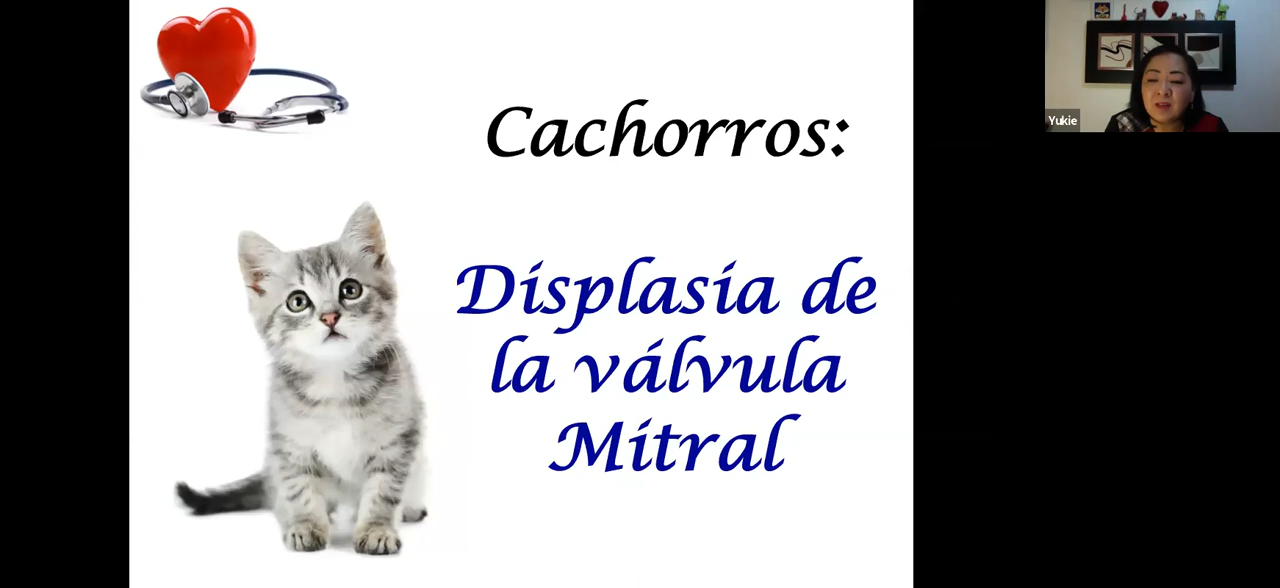 Cachorros:
Displasia de
la válvula
Mitral
Yukie